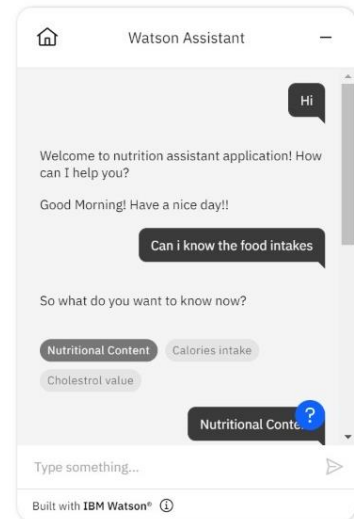 Watson Assistant
Hi
Welcome to nutrition assistant application! How
can I help you?
Good Morning! Have a nice day!!
Can i know the food intakes
So what do you want to know now?
Nutritional Content
Calories intake
Cholestrol value
Nutritional Conte
?
Type something...
Built with IBM Watson®